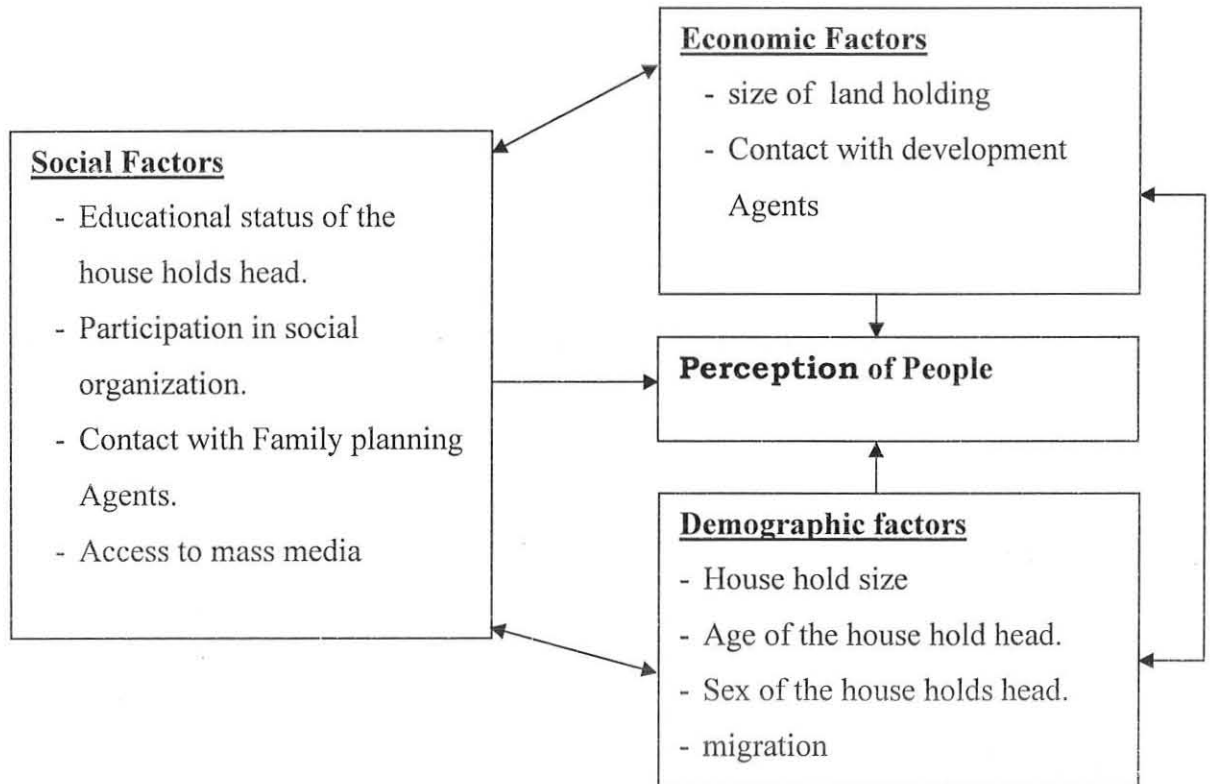 Economic Factors
- size of land holding
- Contact with development
Agents
Social Factors
- Educational status of the
house holds head.
- Participation in social
organization.
- Contact with Family planning
Agents.
- Access to mass media
Perception of People
Demographic factors
- House hold size
- Age of the house hold head.
- Sex of the house holds head.
- migration